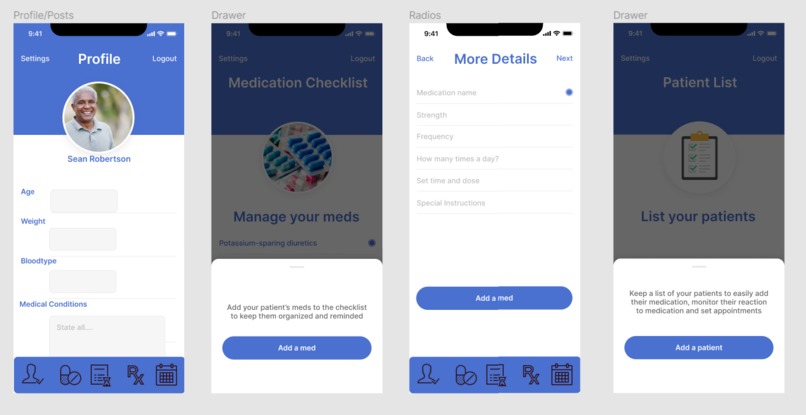 Profile/Posts
9:41
Settings
Profile
Logout
Sean Robertson
Age
Weight
Bloodtype
Medical Conditions
State all....
Drawer
9:41
Settings
Logout
Medication Checklist
Manage your meds
Potassium-sparing diuretics
Add your patient's meds to the checklist
to keep them organized and reminded
Add a med
Radios
9:41
Back
More Details
Next
Medication name
Strength
Frequency
How many times a day?
Set time and dose
Special Instructions
Add a med
Rx
Drawer
9:41
Settings
Logout
Patient List
List your patients
Keep a list of your patients to easily add
their medication, monitor their reaction
to medication and set appointments
Add a patient